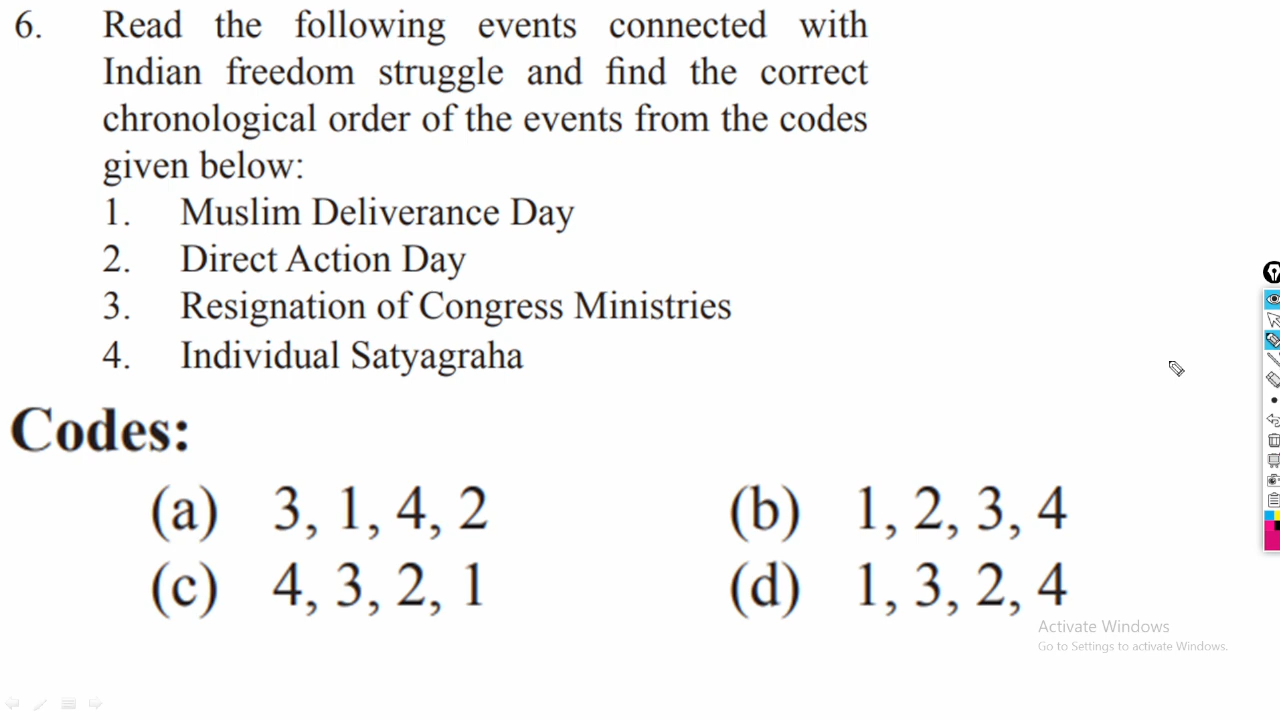 6. Read the following events connected with
Indian freedom struggle and find the correct
chronological order of the events from the codes
given below:
1. Muslim Deliverance Day
2. Direct Action Day
3. Resignation of Congress Ministries
4. Individual Satyagraha
Codes:
(a) 3, 1, 4, 2 (b) 1, 2, 3, 4
(c) 4, 3, 2, 1 (d) 1, 3, 2, 4
Activate Windows
Go to Settings to activate Windows.